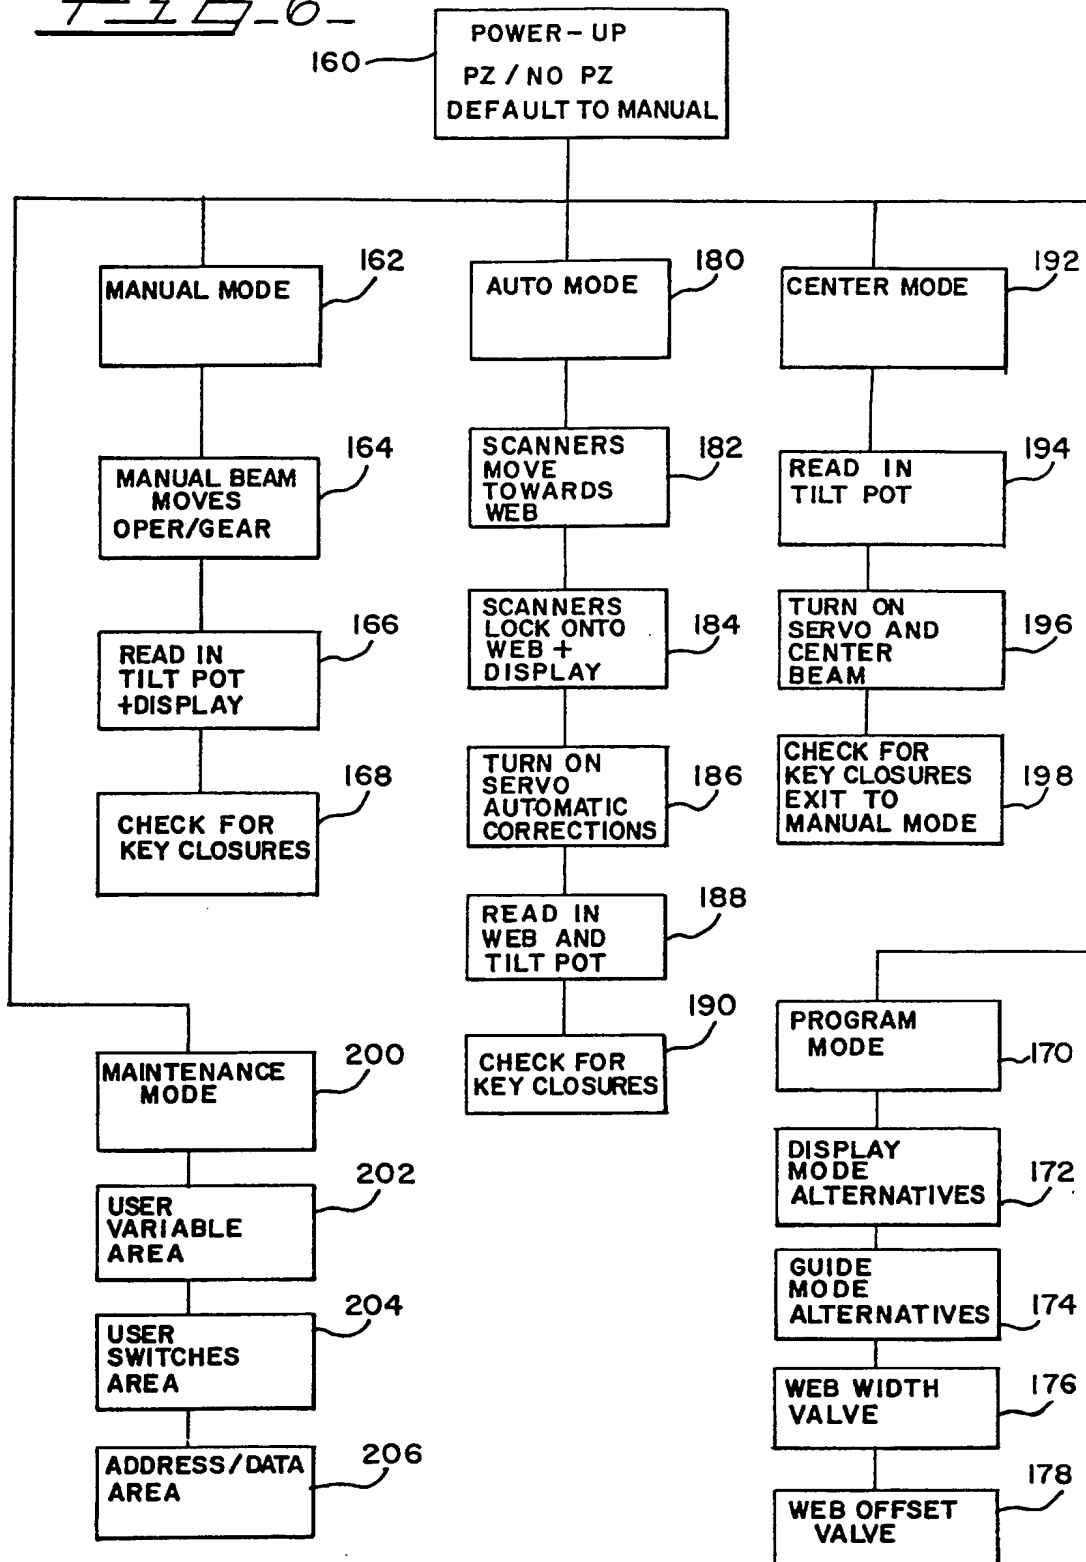 Fig_6_
160
POWER-UP
PZ / NO PZ
DEFAULT TO MANUAL
162
MANUAL MODE
164
MANUAL BEAM
MOVES
OPER/GEAR
166
READ IN
TILT POT
+DISPLAY
168
CHECK FOR
KEY CLOSURES
180
AUTO MODE
182
SCANNERS
MOVE
TOWARDS
WEB
184
SCANNERS
LOCK ONTO
WEB +
DISPLAY
186
TURN ON
SERVO
AUTOMATIC
CORRECTIONS
188
READ IN
WEB AND
TILT POT
190
CHECK FOR
KEY CLOSURES
192
CENTER MODE
194
READ IN
TILT POT
196
TURN ON
SERVO AND
CENTER
BEAM
198
CHECK FOR
KEY CLOSURES
EXIT TO
MANUAL MODE
200
MAINTENANCE
MODE
202
USER
VARIABLE
AREA
204
USER
SWITCHES
AREA
206
ADDRESS/DATA
AREA
170
PROGRAM
MODE
172
DISPLAY
MODE
ALTERNATIVES
174
GUIDE
MODE
ALTERNATIVES
176
WEB WIDTH
VALVE
178
WEB OFFSET
VALVE